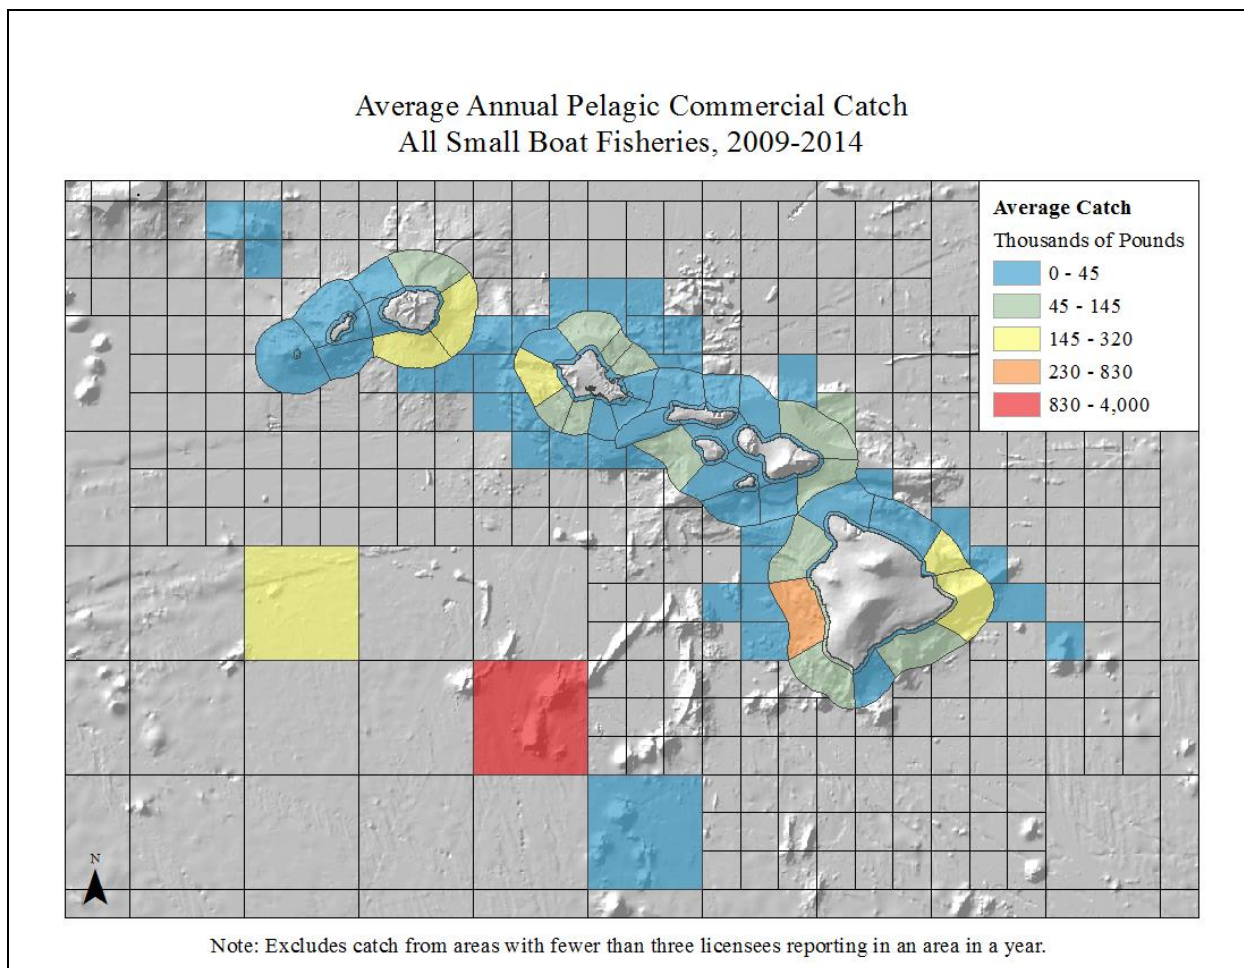 Average Annual Pelagic Commercial Catch
All Small Boat Fisheries, 2009-2014
Average Catch
Thousands of Pounds
0 - 45
45 - 145
145 - 320
230 - 830
830 - 4,000
N
Note: Excludes catch from areas with fewer than three licensees reporting in an area in a year.